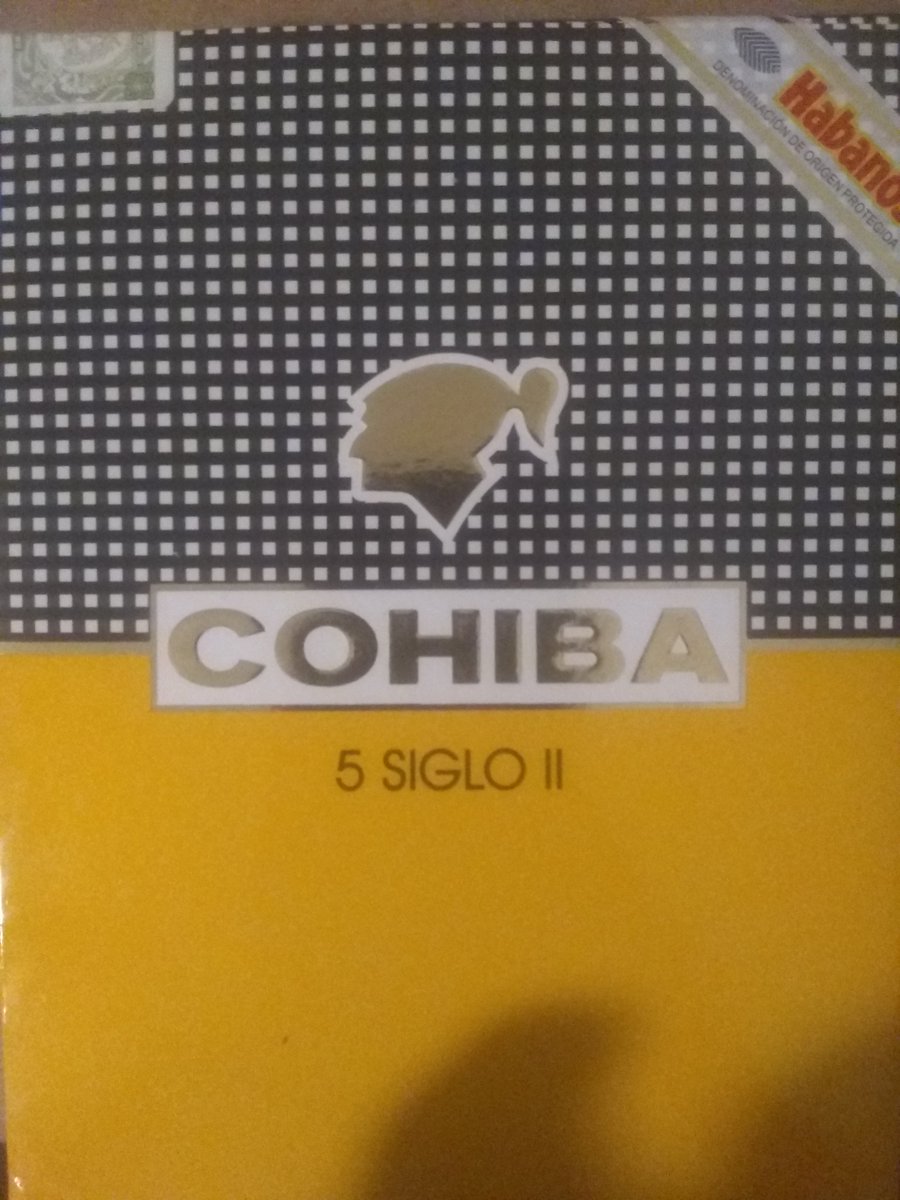 Habanos
DENOMINACIÓN DE ORIGEN PROTEGIDA
COHIBA
5 SIGLO II